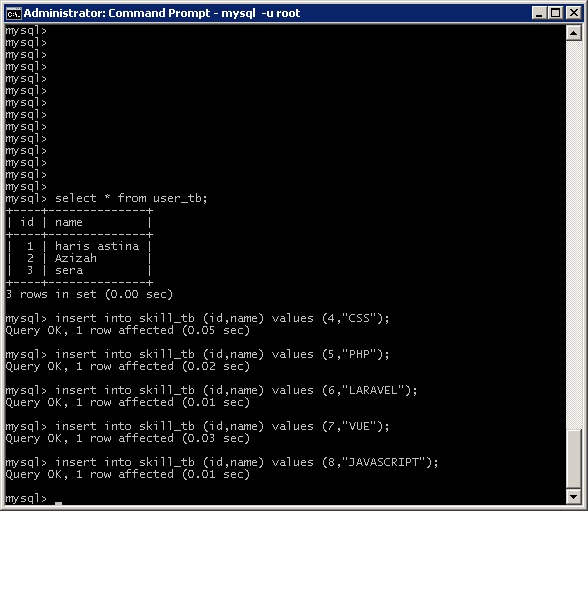 Administrator: Command Prompt - mysql -u root
mysql>
mysql>
mysql>
mysql>
mysql>
mysql>
mysql>
mysql>
mysql>
mysql>
mysql>
mysql>
mysql>
mysql>
mysql> select * from user_tb;
+----+--------------+
| id | name         |
+----+--------------+
|  1 | haris astina |
|  2 | Azizah       |
|  3 | sera         |
+----+--------------+
3 rows in set (0.00 sec)
mysql> insert into skill_tb (id,name) values (4,"CSS");
Query OK, 1 row affected (0.05 sec)
mysql> insert into skill_tb (id,name) values (5,"PHP");
Query OK, 1 row affected (0.02 sec)
mysql> insert into skill_tb (id,name) values (6,"LARAVEL");
Query OK, 1 row affected (0.01 sec)
mysql> insert into skill_tb (id,name) values (7,"VUE");
Query OK, 1 row affected (0.03 sec)
mysql> insert into skill_tb (id,name) values (8,"JAVASCRIPT");
Query OK, 1 row affected (0.01 sec)
mysql> _